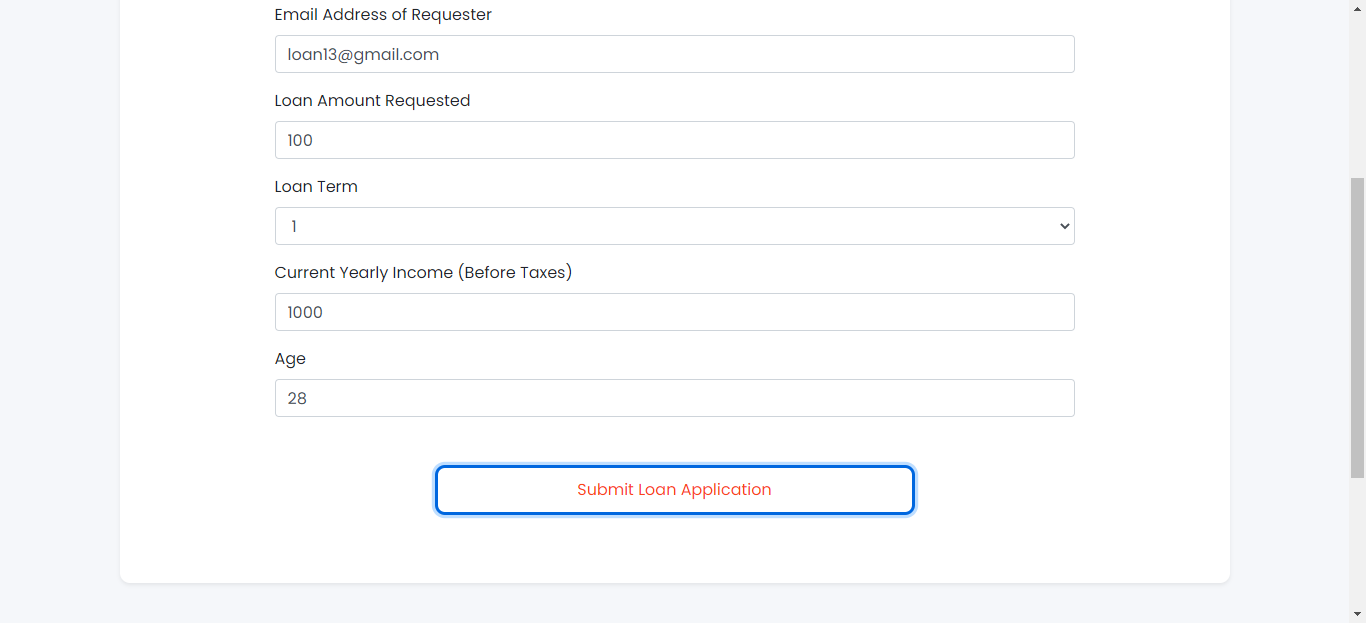 Email Address of Requester
loan13@gmail.com
Loan Amount Requested
100
Loan Term
1
Current Yearly Income (Before Taxes)
1000
Age
28
Submit Loan Application